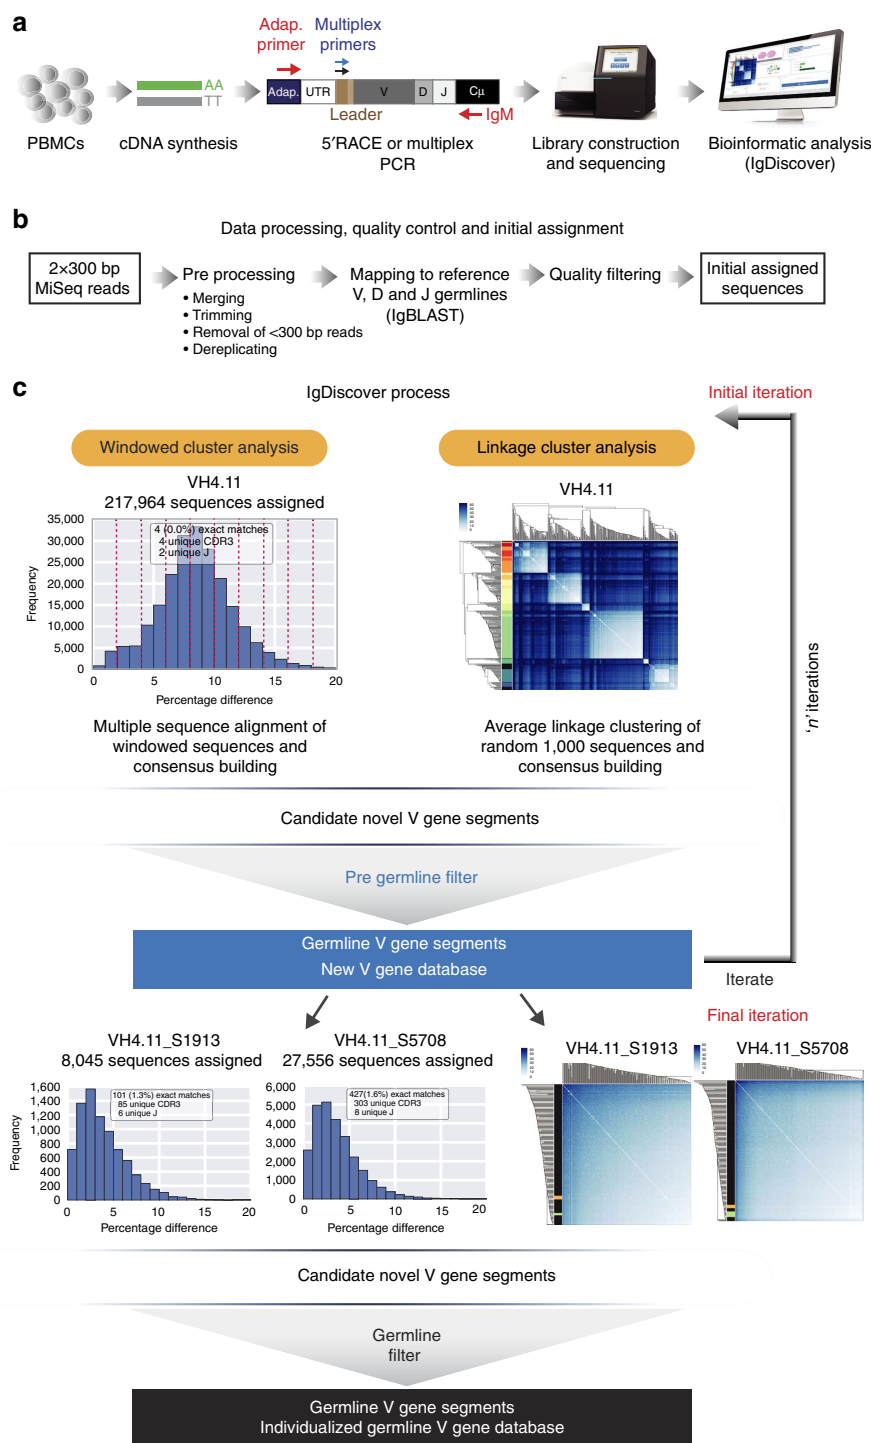 a
Adap.
primer
Multiplex
primers
AA
TT
Adap.
UTR
V
D
J
Cμ
Leader
IgM
PBMCs
cDNA synthesis
5′RACE or multiplex
PCR
Library construction
and sequencing
Bioinformatic analysis
(IgDiscover)
b
Data processing, quality control and initial assignment
2×300 bp
MiSeq reads
Pre processing
• Merging
• Trimming
• Removal of <300 bp reads
• Dereplicating
Mapping to reference
V, D and J germlines
(IgBLAST)
Quality filtering
Initial assigned
sequences
c
IgDiscover process
Initial iteration
Windowed cluster analysis
Linkage cluster analysis
VH4.11
217,964 sequences assigned
4 (0.0%) exact matches
4 unique CDR3
2 unique J
35,000
30,000
25,000
20,000
15,000
10,000
5,000
0
Frequency
0
5
10
15
20
Percentage difference
VH4.11
Multiple sequence alignment of
windowed sequences and
consensus building
Average linkage clustering of
random 1,000 sequences and
consensus building
'n' iterations
Candidate novel V gene segments
Pre germline filter
Germline V gene segments
New V gene database
Iterate
Final iteration
VH4.11_S1913
8,045 sequences assigned
101 (1.3%) exact matches
85 unique CDR3
6 unique J
1,600
1,400
1,200
1,000
800
600
400
200
0
Frequency
0
5
10
15
20
Percentage difference
VH4.11_S5708
27,556 sequences assigned
427(1.6%) exact matches
303 unique CDR3
8 unique J
6,000
5,000
4,000
3,000
2,000
1,000
0
0
5
10
15
20
Percentage difference
VH4.11_S1913
VH4.11_S5708
Candidate novel V gene segments
Germline
filter
Germline V gene segments
Individualized germline V gene database